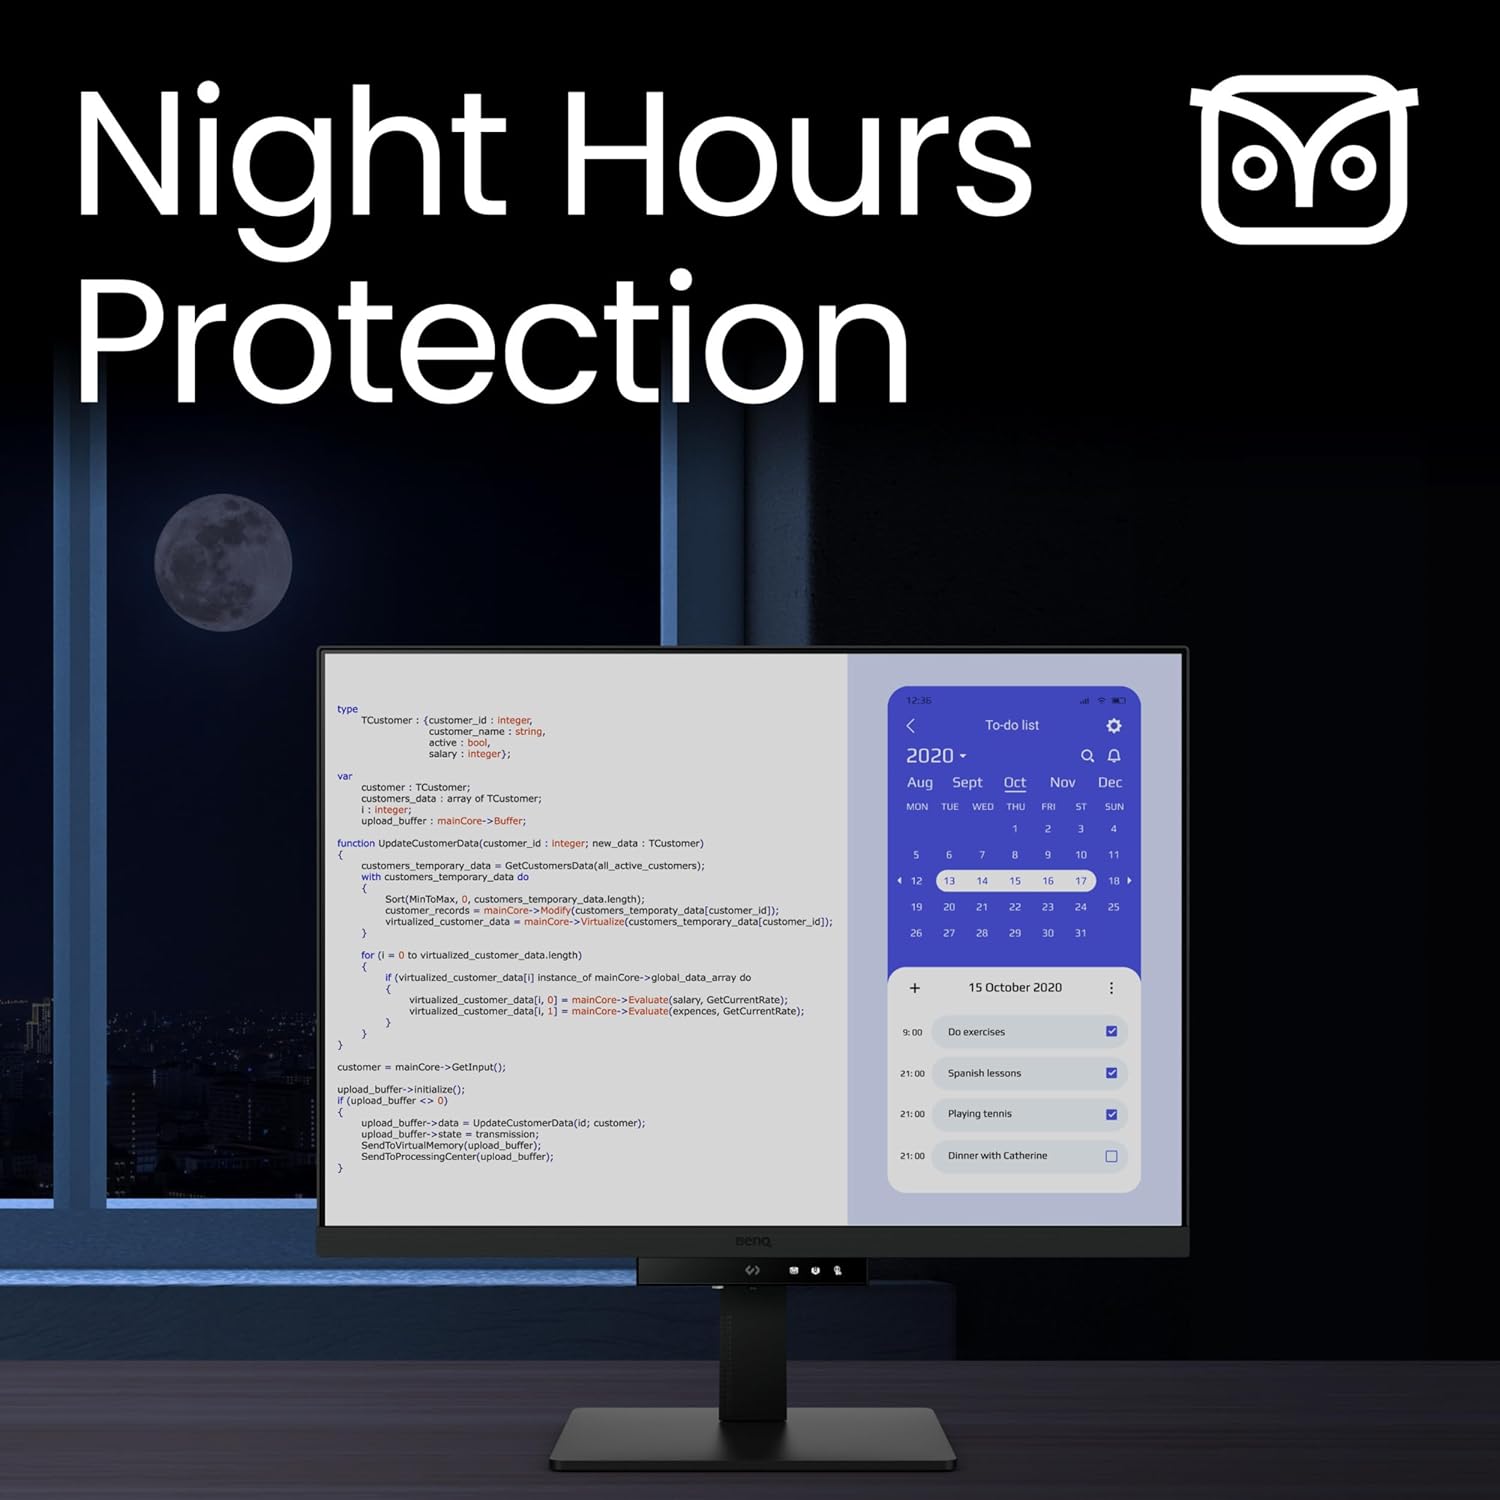 Night Hours
Protection
type
TCustomer : {customer_id : integer,
customer_name : string,
active : bool,
salary : integer};
var
customer : TCustomer;
customers_data : array of TCustomer;
i : integer;
upload_buffer : mainCore->Buffer;
function UpdateCustomerData(customer_id : integer; new_data : TCustomer)
{
customers_temporary_data = GetCustomersData(all_active_customers);
with customers_temporary_data do
{
Sort(MinToMax, 0, customers_temporary_data.length);
customer_records = mainCore->Modify(customers_temporaty_data[customer_id]);
virtualized_customer_data = mainCore->Virtualize(customers_temporary_data[customer_id]);
}
for (i = 0 to virtualized_customer_data.length)
{
if (virtualized_customer_data[i] instance_of mainCore->global_data_array do
{
virtualized_customer_data[i, 0] = mainCore->Evaluate(salary, GetCurrentRate);
virtualized_customer_data[i, 1] = mainCore->Evaluate(expences, GetCurrentRate);
}
}
}
customer = mainCore->GetInput();
upload_buffer->initialize();
if (upload_buffer <> 0)
{
upload_buffer->data = UpdateCustomerData(id; customer);
upload_buffer->state = transmission;
SendToVirtualMemory(upload_buffer);
SendToProcessingCenter(upload_buffer);
}
12:36
To-do list
2020
Aug Sept Oct Nov Dec
MON TUE WED THU FRI ST SUN
1 2 3 4
5 6 7 8 9 10 11
12 13 14 15 16 17 18
19 20 21 22 23 24 25
26 27 28 29 30 31
+ 15 October 2020
9:00 Do exercises
21:00 Spanish lessons
21:00 Playing tennis
21:00 Dinner with Catherine
BenQ